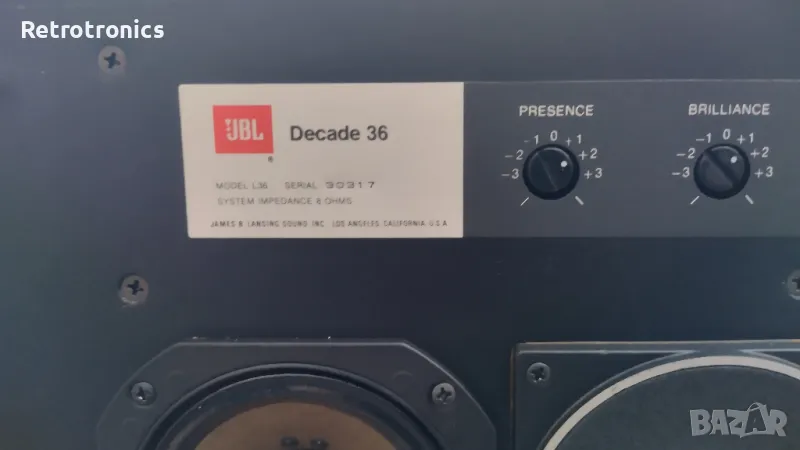 Retrotronics
JBL
®
Decade 36
MODEL L36 SERIAL 30317
SYSTEM IMPEDANCE 8 OHMS
JAMES B LANSING SOUND INC. LOS ANGELES, CALIFORNIA, U.S.A
PRESENCE
-3 -2 -1 0 +1 +2 +3
BRILLIANCE
-3 -2 -1 0 +1 +2 +3
BAZAR